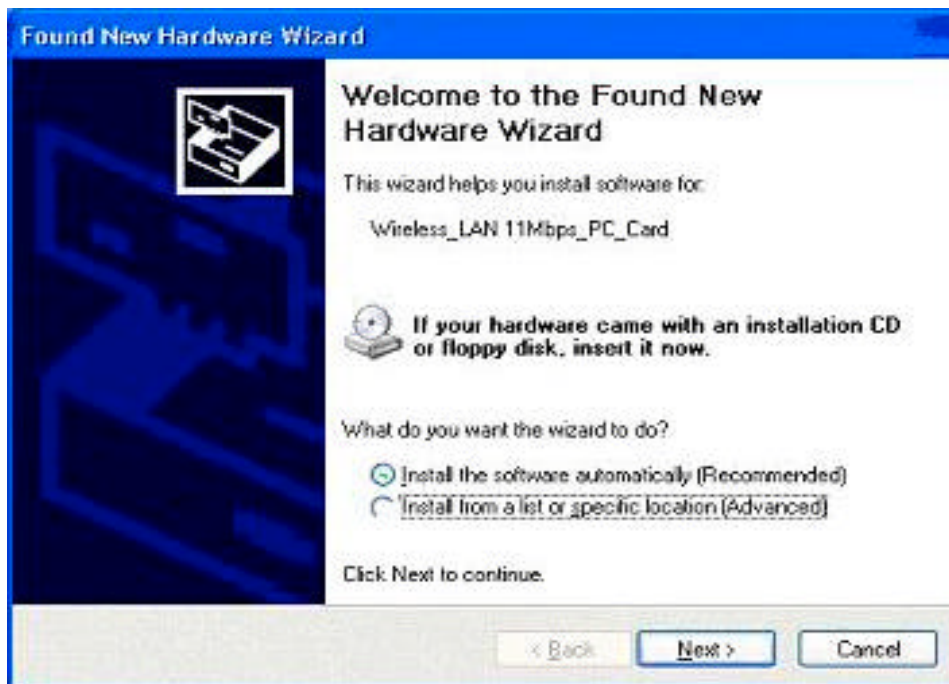 Found New Hardware Wizard
Welcome to the Found New
Hardware Wizard
This wizard helps you install software for:
Wireless_LAN 11Mbps_PC_Card
If your hardware came with an installation CD
or floppy disk, insert it now.
What do you want the wizard to do?
Install the software automatically (Recommended)
Install from a list or specific location (Advanced)
Click Next to continue.
< Back
Next >
Cancel